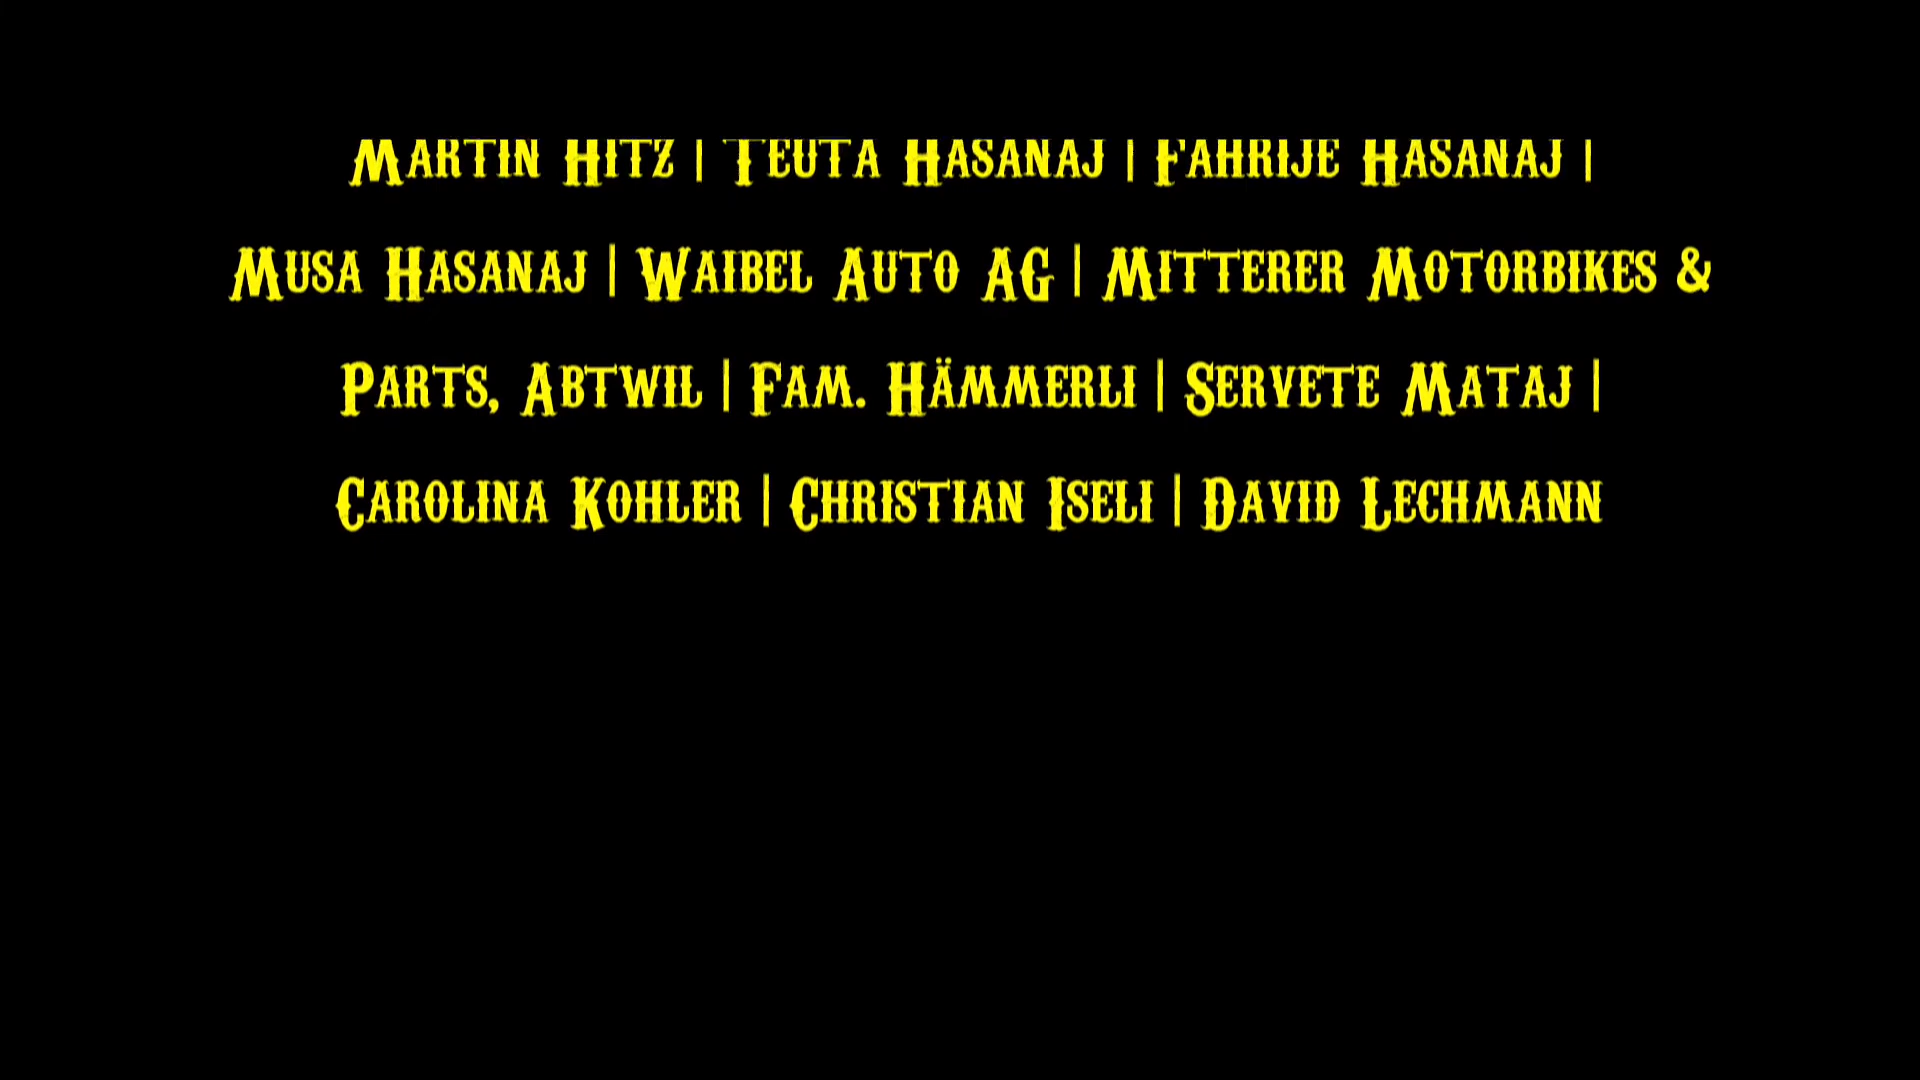 Martin Hitz | Teuta Hasanaj | Fahrije Hasanaj |
Musa Hasanaj | Waibel Auto AG | Mitterer Motorbikes &
Parts, Abtwil | Fam. Hämmerli | Servete Mataj |
Carolina Kohler | Christian Iseli | David Lechmann